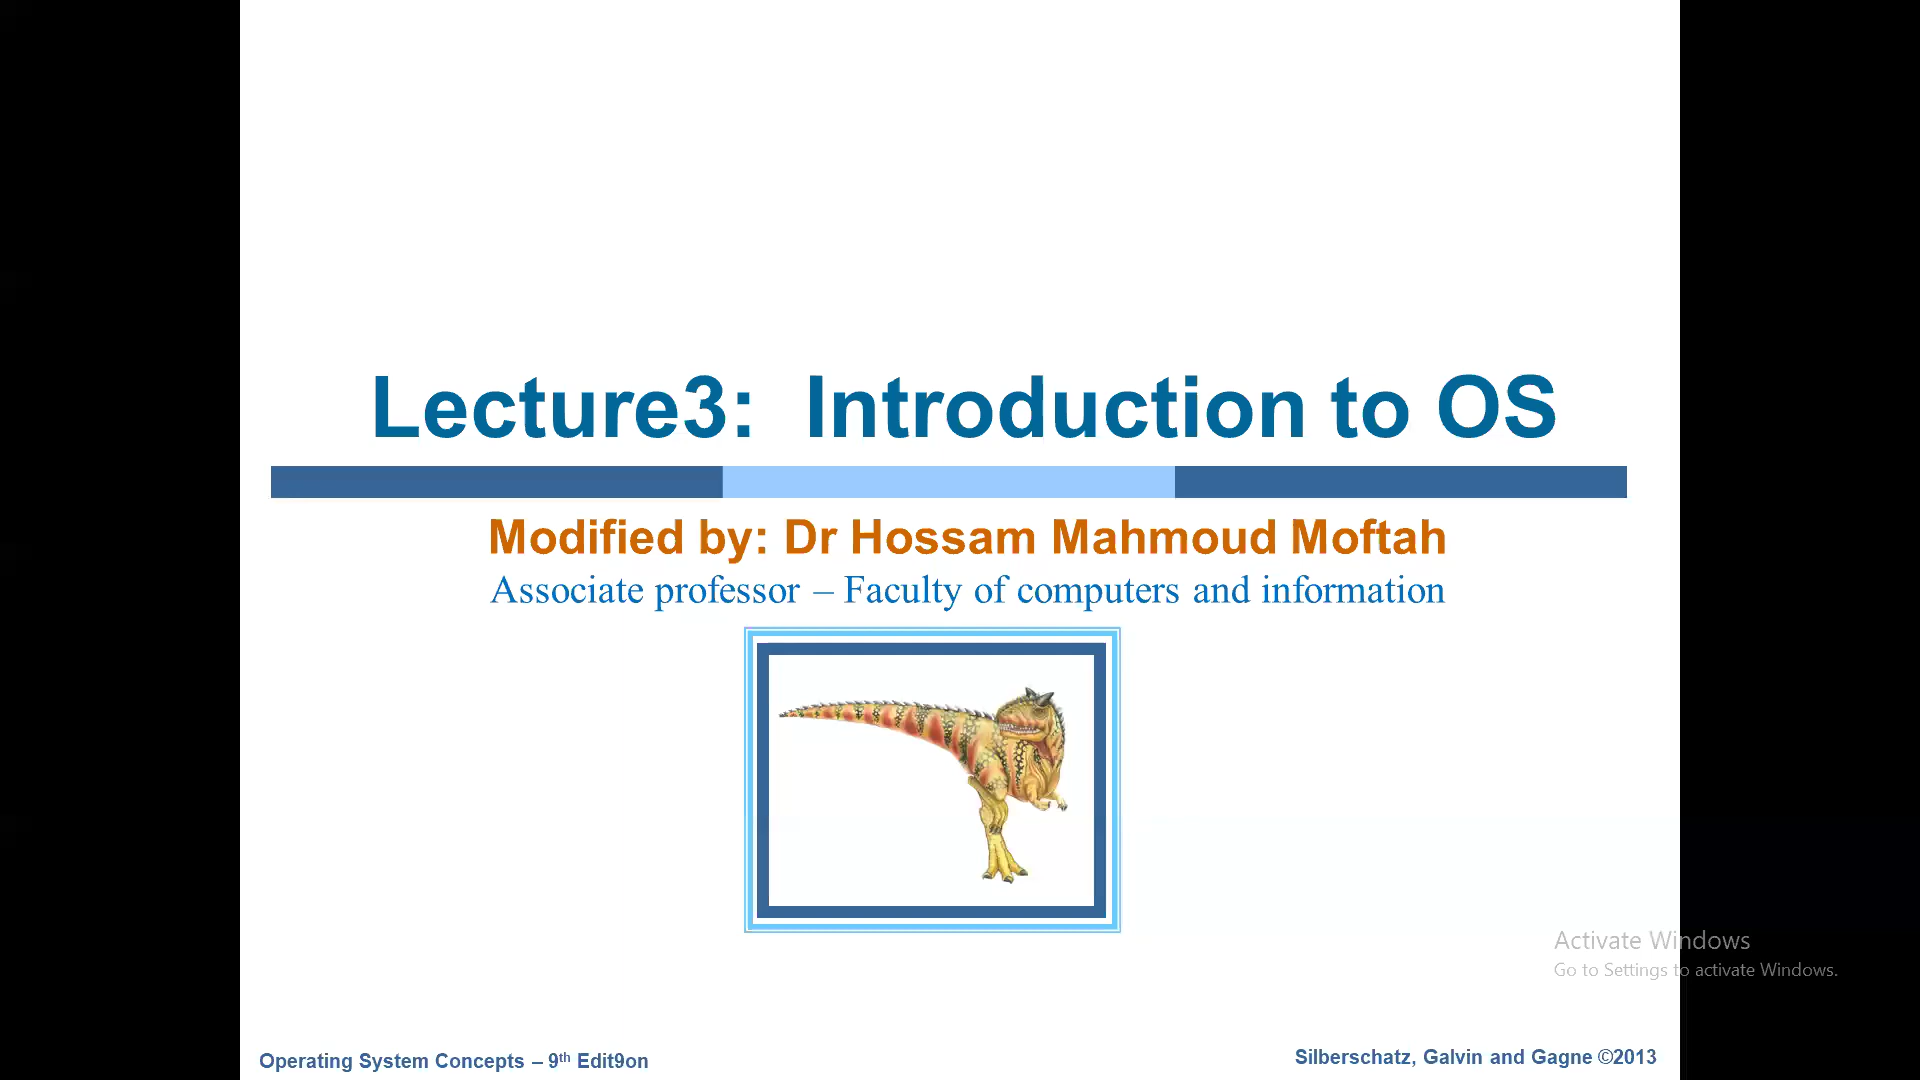 Lecture3:  Introduction to OS
Modified by: Dr Hossam Mahmoud Moftah
Associate professor – Faculty of computers and information
Activate Windows
Go to Settings to activate Windows.
Operating System Concepts – 9th Edit9on
Silberschatz, Galvin and Gagne ©2013